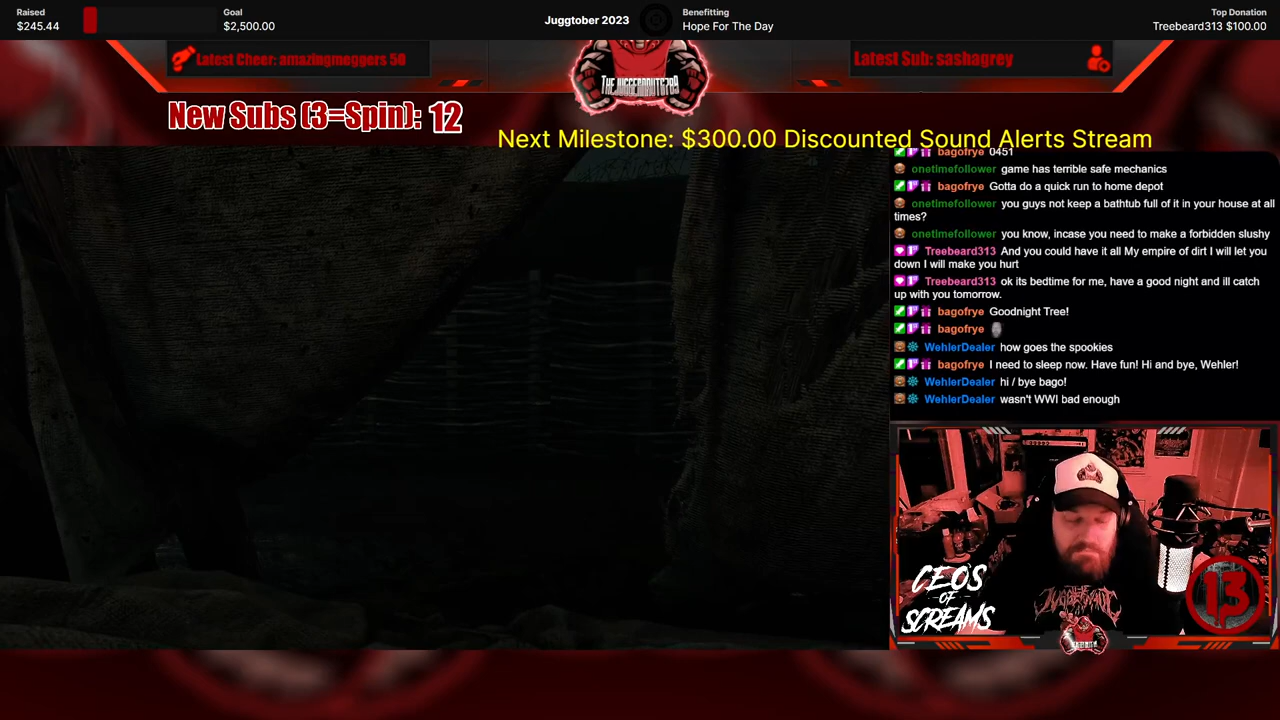 Raised
$245.44
Goal
$2,500.00
Juggtober 2023
Benefitting
Hope For The Day
Top Donation
Treebeard313 $100.00
Latest Cheer: amazingmeggers 50
THEJUGGERNAUT6789
Latest Sub: sashagrey
New Subs (3=Spin): 12
Next Milestone: $300.00 Discounted Sound Alerts Stream
bagofrye 0451
onetimefollower game has terrible safe mechanics
bagofrye Gotta do a quick run to home depot
onetimefollower you guys not keep a bathtub full of it in your house at all
times?
onetimefollower you know, incase you need to make a forbidden slushy
Treebeard313 And you could have it all My empire of dirt I will let you
down I will make you hurt
Treebeard313 ok its bedtime for me, have a good night and ill catch
up with you tomorrow.
bagofrye Goodnight Tree!
bagofrye
WehlerDealer how goes the spookies
bagofrye I need to sleep now. Have fun! Hi and bye, Wehler!
WehlerDealer hi / bye bago!
WehlerDealer wasn't WWI bad enough
CEOS
OF
SCREAMS
13